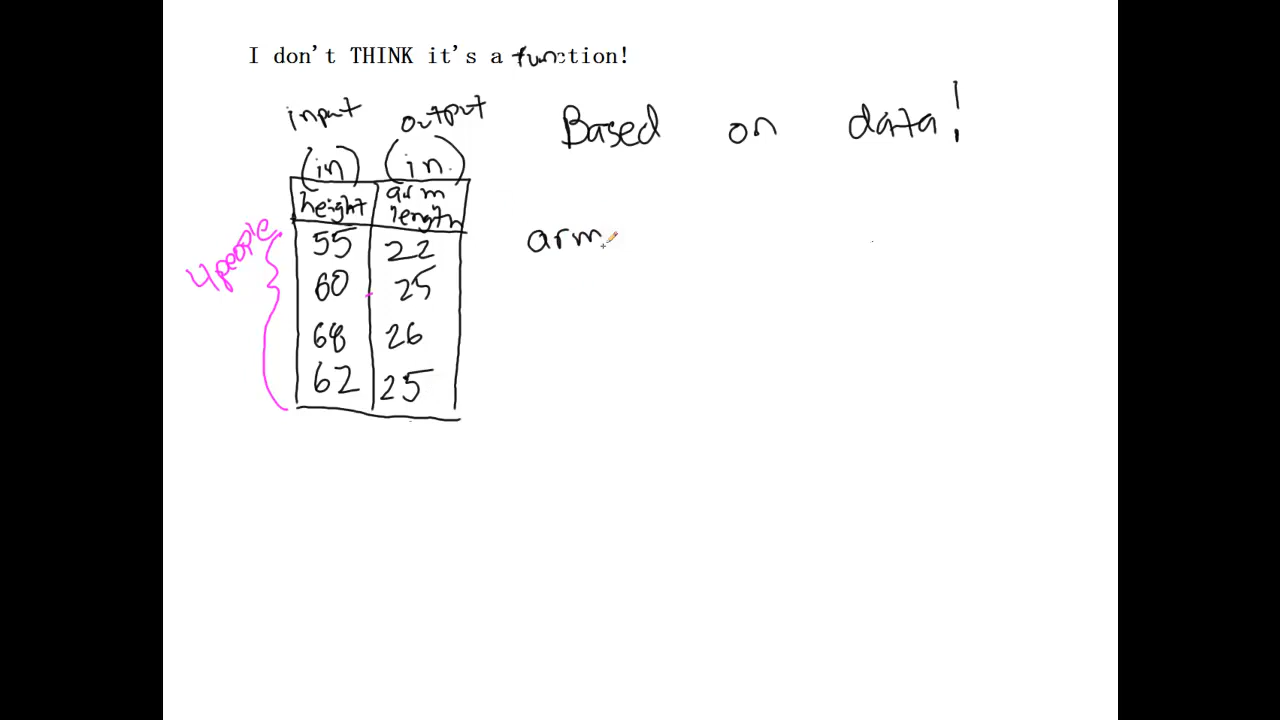 I don't THINK it's a function!
input output
Based on data!
(in) (in.)
height arm length
4 people
55 22
60 25
68 26
62 25
arm